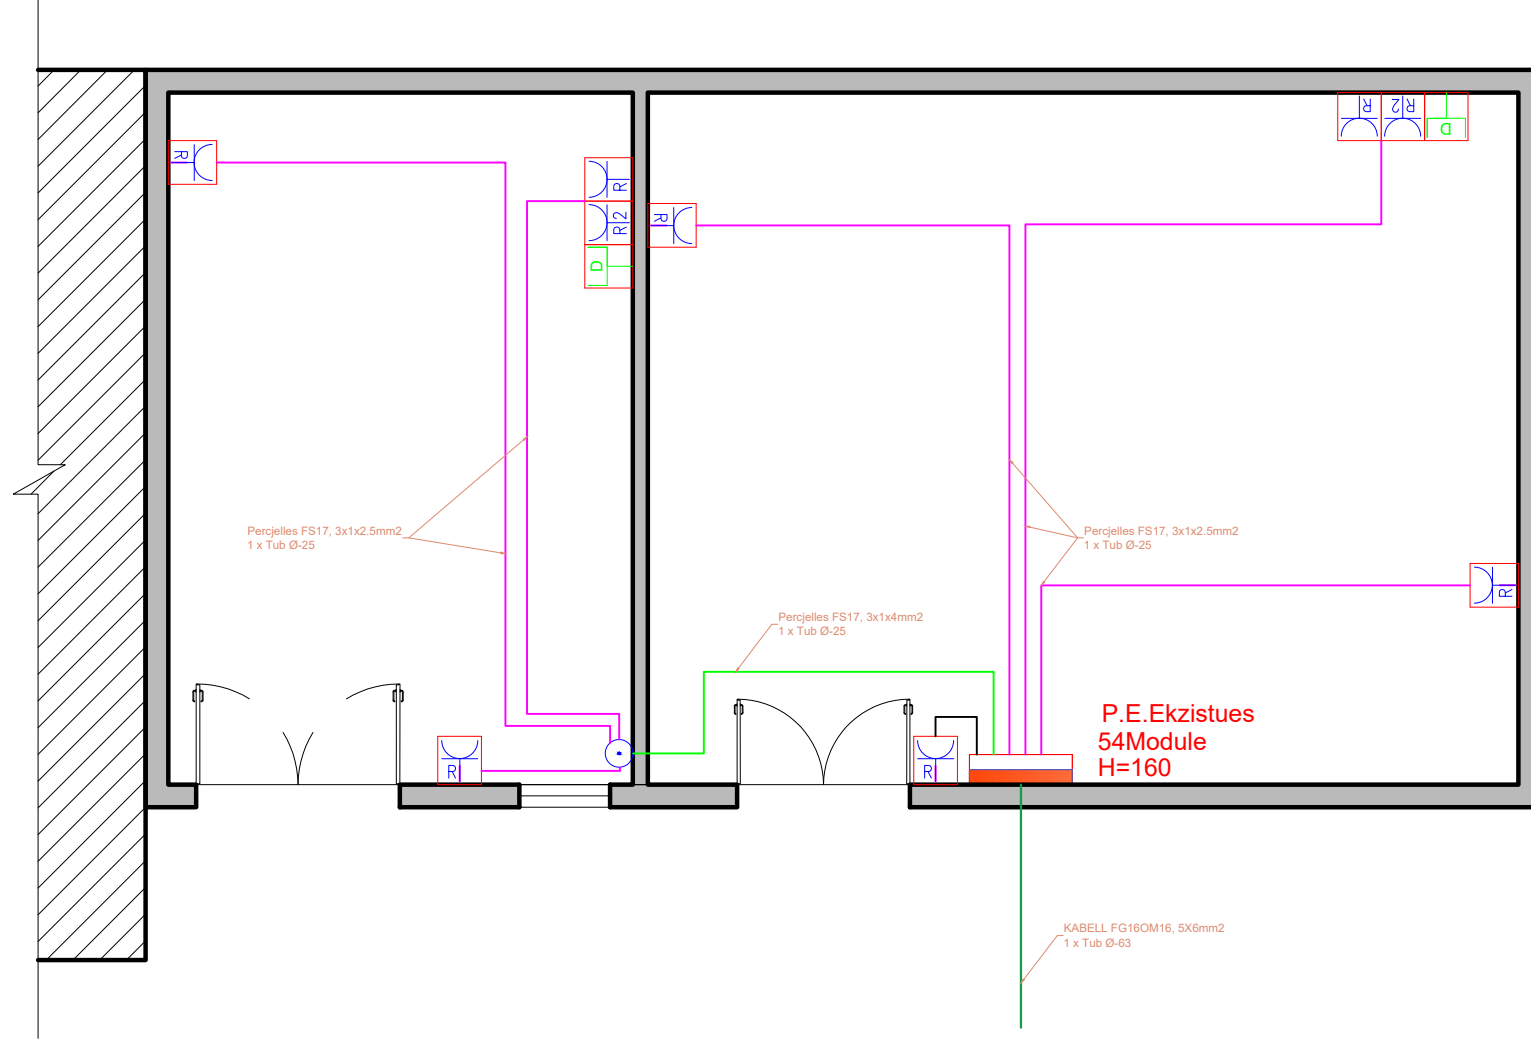 R
R2
D
R
R
R2
D
R
Percjelles FS17, 3x1x2.5mm2
1 x Tub Ø-25
Percjelles FS17, 3x1x2.5mm2
1 x Tub Ø-25
R
Percjelles FS17, 3x1x4mm2
1 x Tub Ø-25
P.E.Ekzistues
54Module
H=160
R
R
KABELL FG16OM16, 5X6mm2
1 x Tub Ø-63